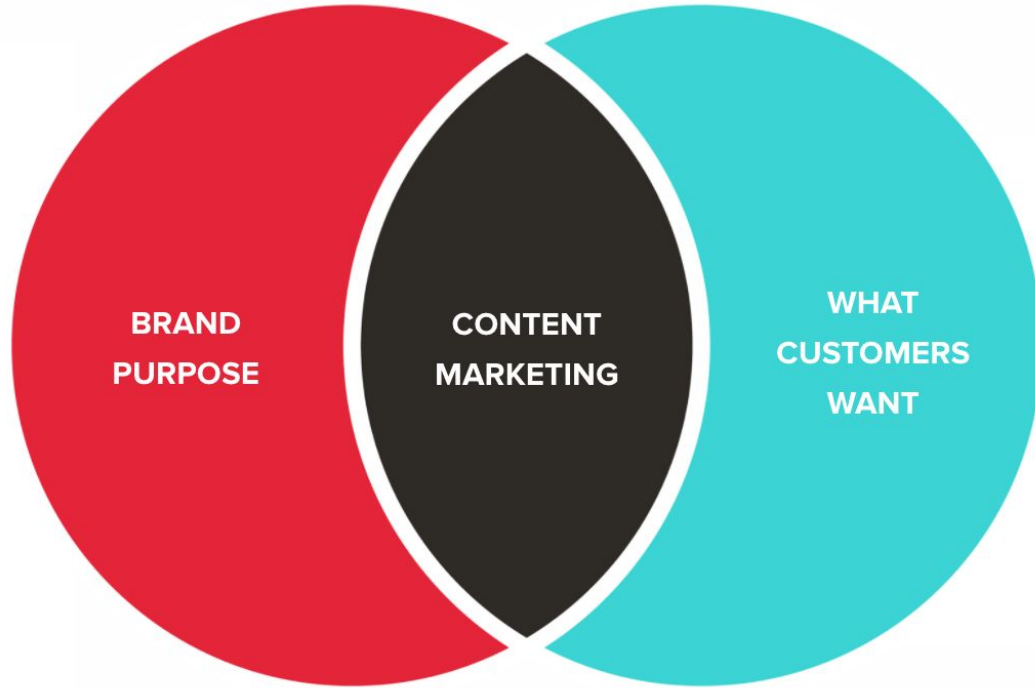 BRAND
PURPOSE
CONTENT
MARKETING
WHAT
CUSTOMERS
WANT